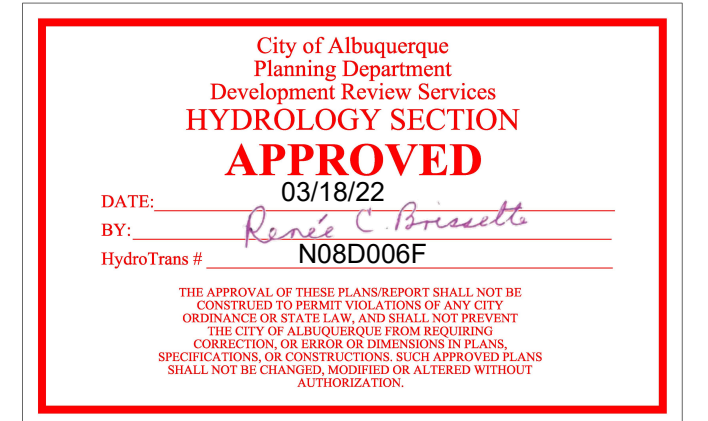 City of Albuquerque
Planning Department
Development Review Services
HYDROLOGY SECTION
APPROVED
DATE: 03/18/22
BY: Renée C. Brissette
HydroTrans # N08D006F
THE APPROVAL OF THESE PLANS/REPORT SHALL NOT BE
CONSTRUED TO PERMIT VIOLATIONS OF ANY CITY
ORDINANCE OR STATE LAW, AND SHALL NOT PREVENT
THE CITY OF ALBUQUERQUE FROM REQUIRING
CORRECTION, OR ERROR OR DIMENSIONS IN PLANS,
SPECIFICATIONS, OR CONSTRUCTIONS. SUCH APPROVED PLANS
SHALL NOT BE CHANGED, MODIFIED OR ALTERED WITHOUT
AUTHORIZATION.